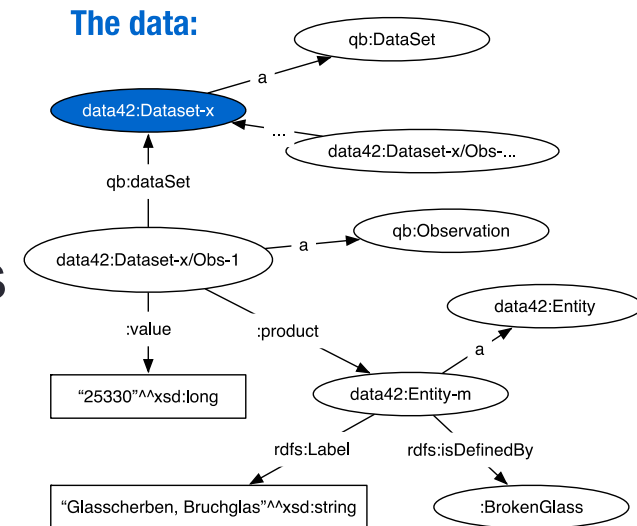 The data:
qb:DataSet
a
data42:Dataset-x
...
data42:Dataset-x/Obs-...
qb:dataSet
qb:Observation
a
data42:Dataset-x/Obs-1
s
data42:Entity
:value
:product
a
"25330"^^xsd:long
data42:Entity-m
rdfs:Label
rdfs:isDefinedBy
“Glasscherben, Bruchglas”^^xsd:string
:BrokenGlass